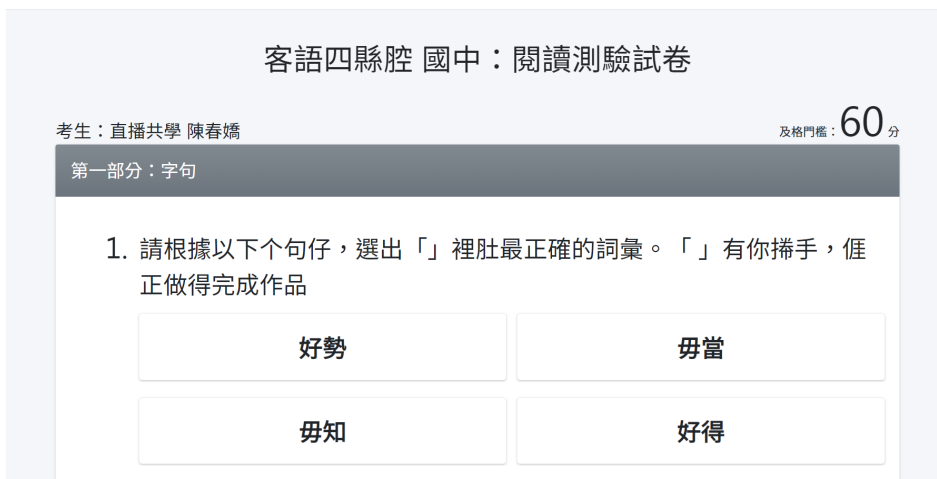 客語四縣腔 國中：閱讀測驗試卷
考生：直播共學 陳春嬌
及格門檻：60 分
第一部分：字句
1. 請根據以下个句仔，選出「」裡肚最正確的詞彙。「 」有你㧡手，𠊎
正做得完成作品
好勢
毋當
毋知
好得